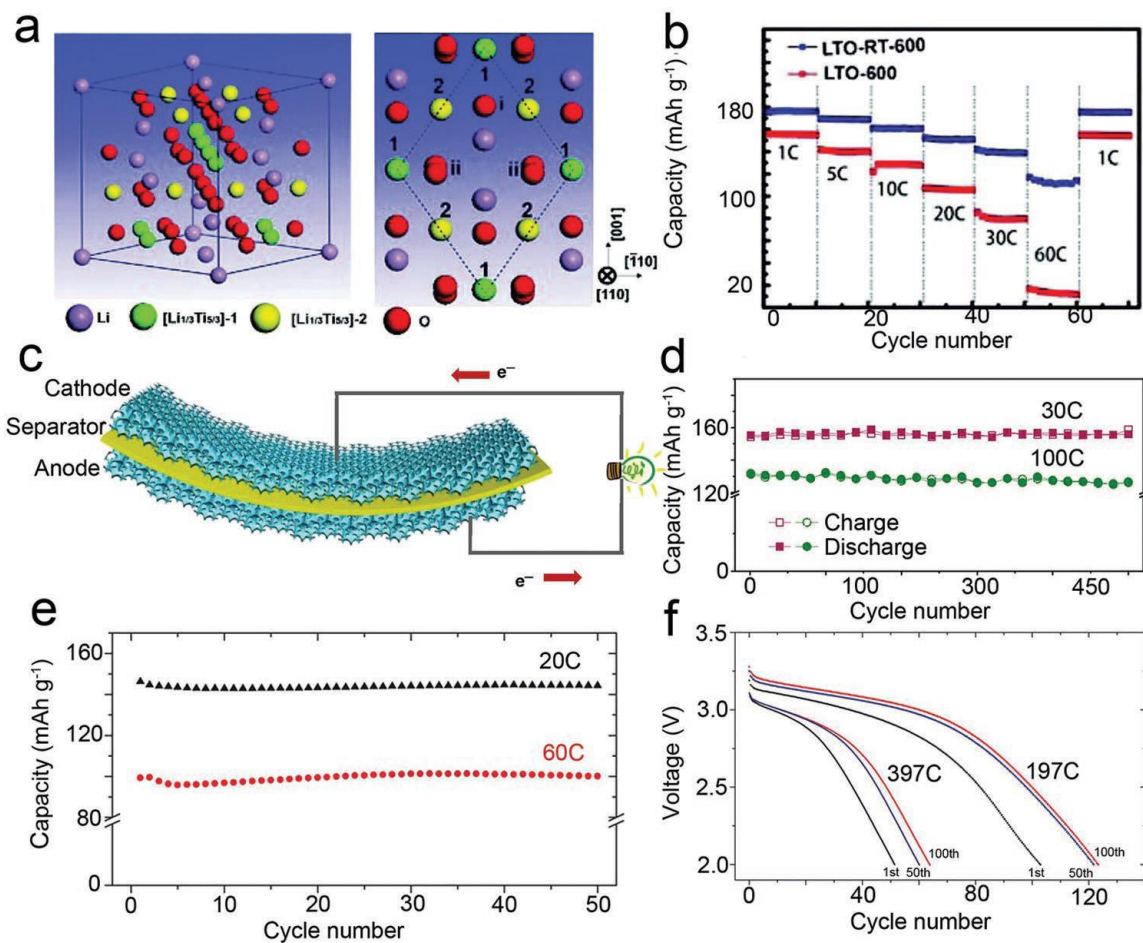 a
1
2
2
i
1
1
ii
ii
2
2
1
[001]
[1̄10]
[110]
Li
[Li1/3Ti5/3]-1
[Li1/3Ti5/3]-2
O
b
LTO-RT-600
LTO-600
Capacity (mAh g⁻¹)
180
100
20
1C
5C
10C
20C
30C
60C
1C
0 20 40 60
Cycle number
c
Cathode
Separator
Anode
e⁻
e⁻
d
Capacity (mAh g⁻¹)
160
120
0
30C
100C
Charge
Discharge
0 100 300 450
Cycle number
e
Capacity (mAh g⁻¹)
160
120
80
0
20C
60C
0 10 20 30 40 50
Cycle number
f
Voltage (V)
3.5
3.0
2.5
2.0
397C
197C
100th
1st 50th
1st
100th
50th
0 40 80 120
Cycle number